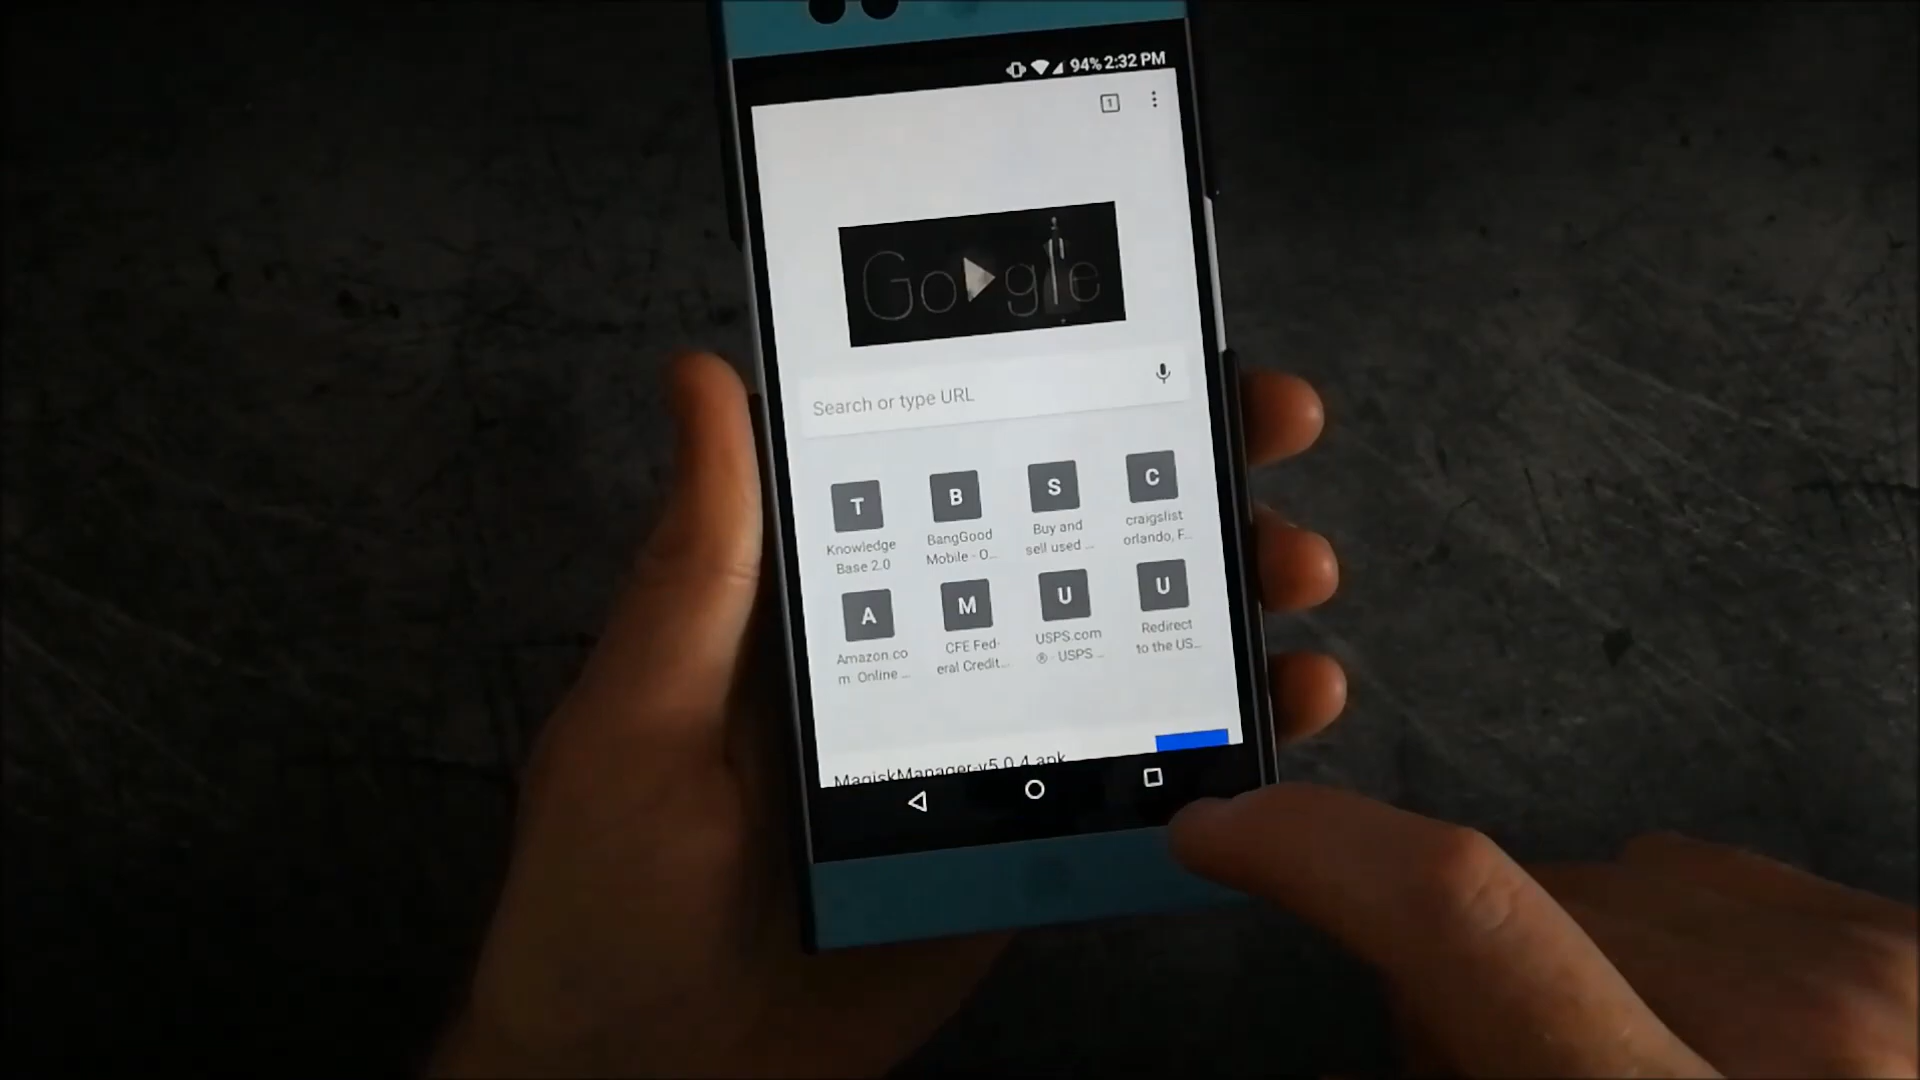 94% 2:32 PM
1
Google
Search or type URL
T
B
S
C
Knowledge
Base 2.0
BangGood
Mobile - O...
Buy and
sell used ...
craigslist
orlando, F...
A
M
U
U
Amazon.co
m Online ...
CFE Fed-
eral Credit...
USPS.com
® - USPS ...
Redirect
to the US...
MagiskManager-v5.0.4.apk